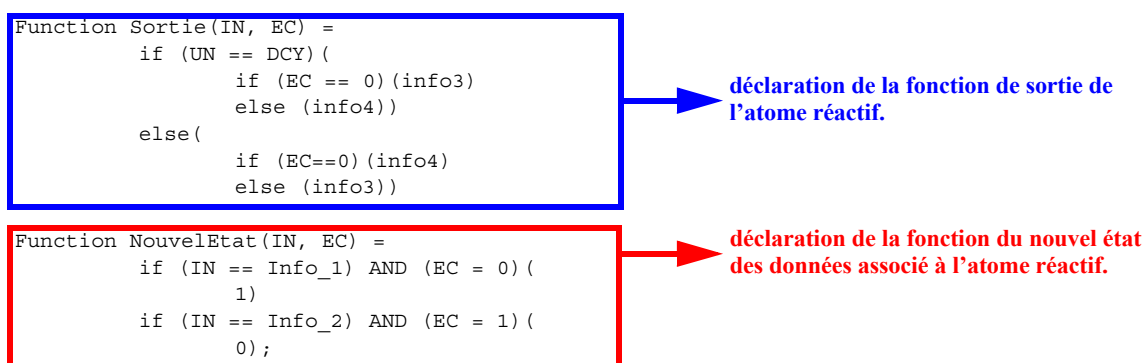 Function Sortie(IN, EC) =
if (UN == DCY)(
if (EC == 0)(info3)
else (info4))
else(
if (EC==0)(info4)
else (info3))
déclaration de la fonction de sortie de
l'atome réactif.
Function NouvelEtat(IN, EC) =
if (IN == Info_1) AND (EC = 0)(
1)
if (IN == Info_2) AND (EC = 1)(
0);
déclaration de la fonction du nouvel état
des données associé à l'atome réactif.